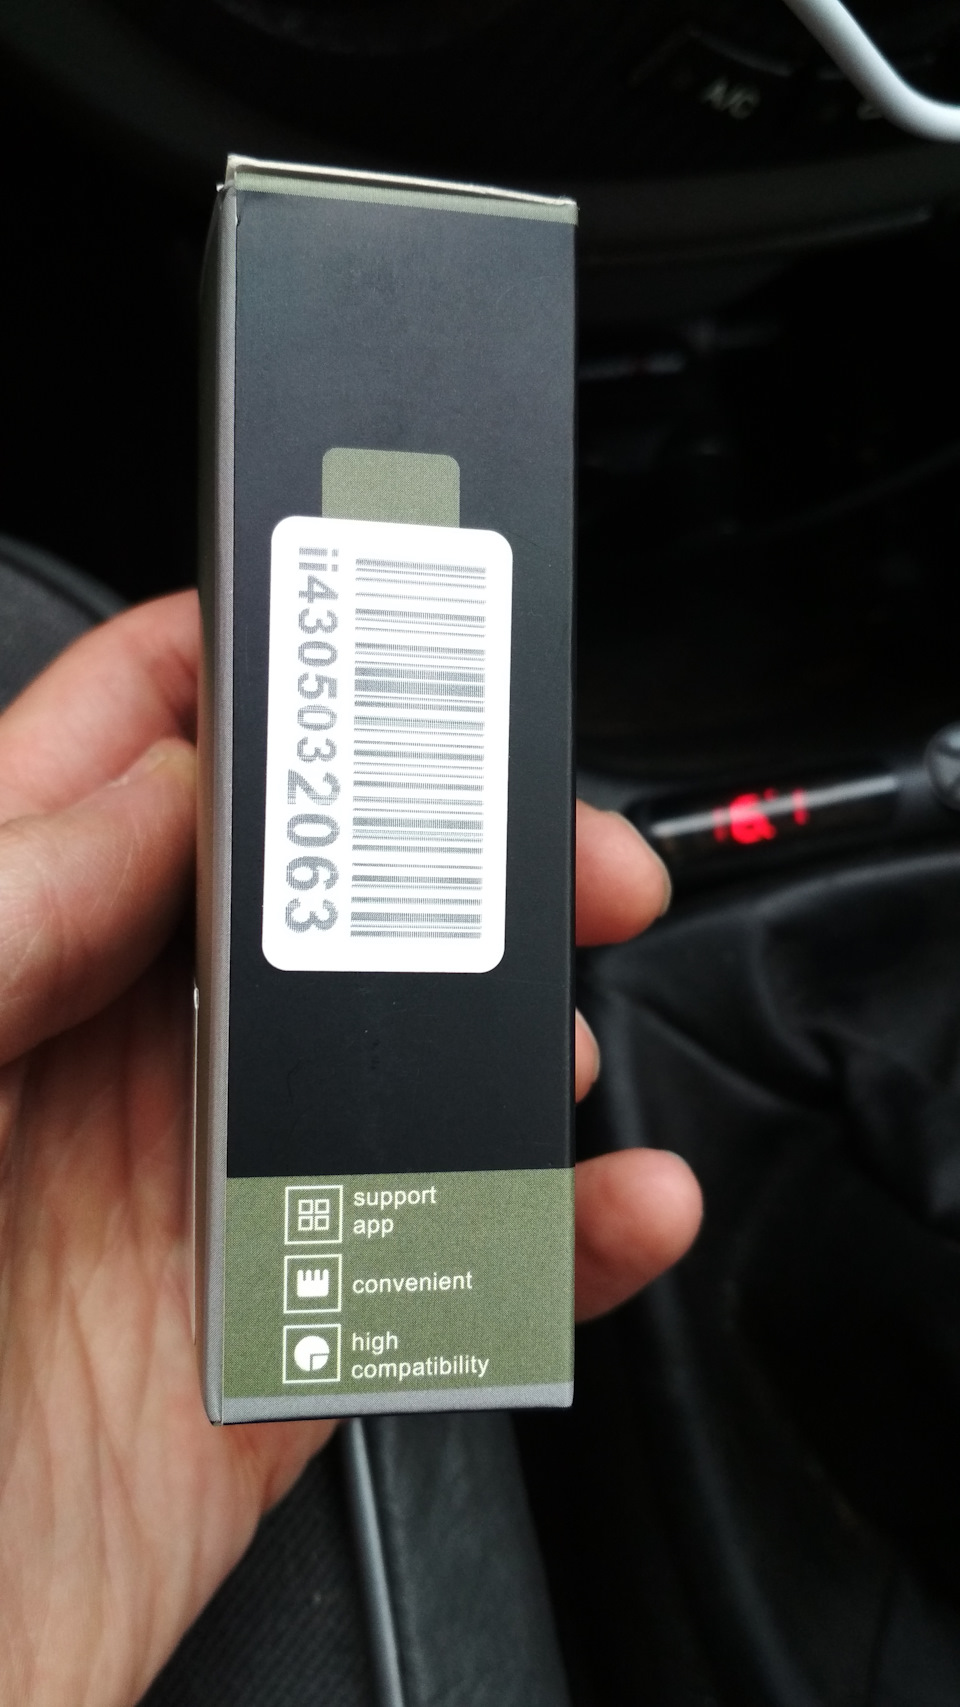 A/C
ii4305032063
support
app
convenient
high
compatibility